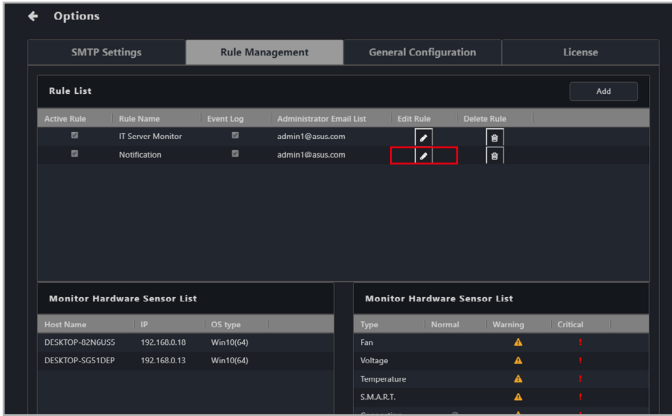 Options
SMTP Settings Rule Management General Configuration License
Rule List Add
Active Rule Rule Name Event Log Administrator Email List Edit Rule Delete Rule
IT Server Monitor admin1@asus.com
Notification admin1@asus.com
Monitor Hardware Sensor List
Host Name IP OS type
DESKTOP-82N6US5 192.168.0.18 Win10(64)
DESKTOP-SG51DEP 192.168.0.13 Win10(64)
Monitor Hardware Sensor List
Type Normal Warning Critical
Fan
Voltage
Temperature
S.M.A.R.T.